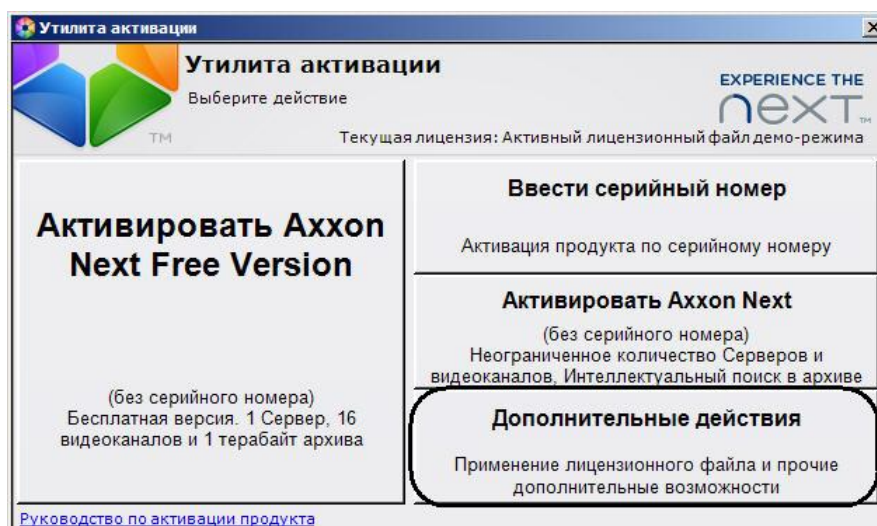 Утилита активации
Утилита активации
Выберите действие
EXPERIENCE THE
next™
TM
Текущая лицензия: Активный лицензионный файл демо-режима
Активировать Axxon
Next Free Version
(без серийного номера)
Бесплатная версия. 1 Сервер, 16
видеоканалов и 1 терабайт архива
Ввести серийный номер
Активация продукта по серийному номеру
Активировать Axxon Next
(без серийного номера)
Неограниченное количество Серверов и
видеоканалов, Интеллектуальный поиск в архиве
Дополнительные действия
Применение лицензионного файла и прочие
дополнительные возможности
Руководство по активации продукта